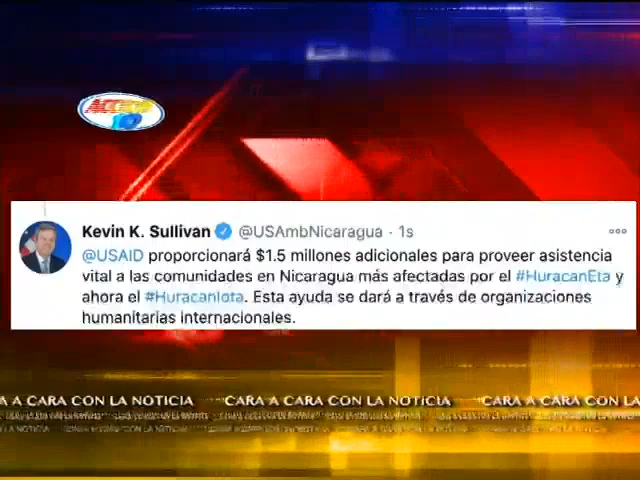 ACCION
10
Kevin K. Sullivan @USAmbNicaragua · 1s
@USAID proporcionará $1.5 millones adicionales para proveer asistencia
vital a las comunidades en Nicaragua más afectadas por el #HuracanEta y
ahora el #HuracanIota. Esta ayuda se dará a través de organizaciones
humanitarias internacionales.
A A CARA CON LA NOTICIA CARA A CARA CON LA NOTICIA CARA A CARA CON LA NOTICIA